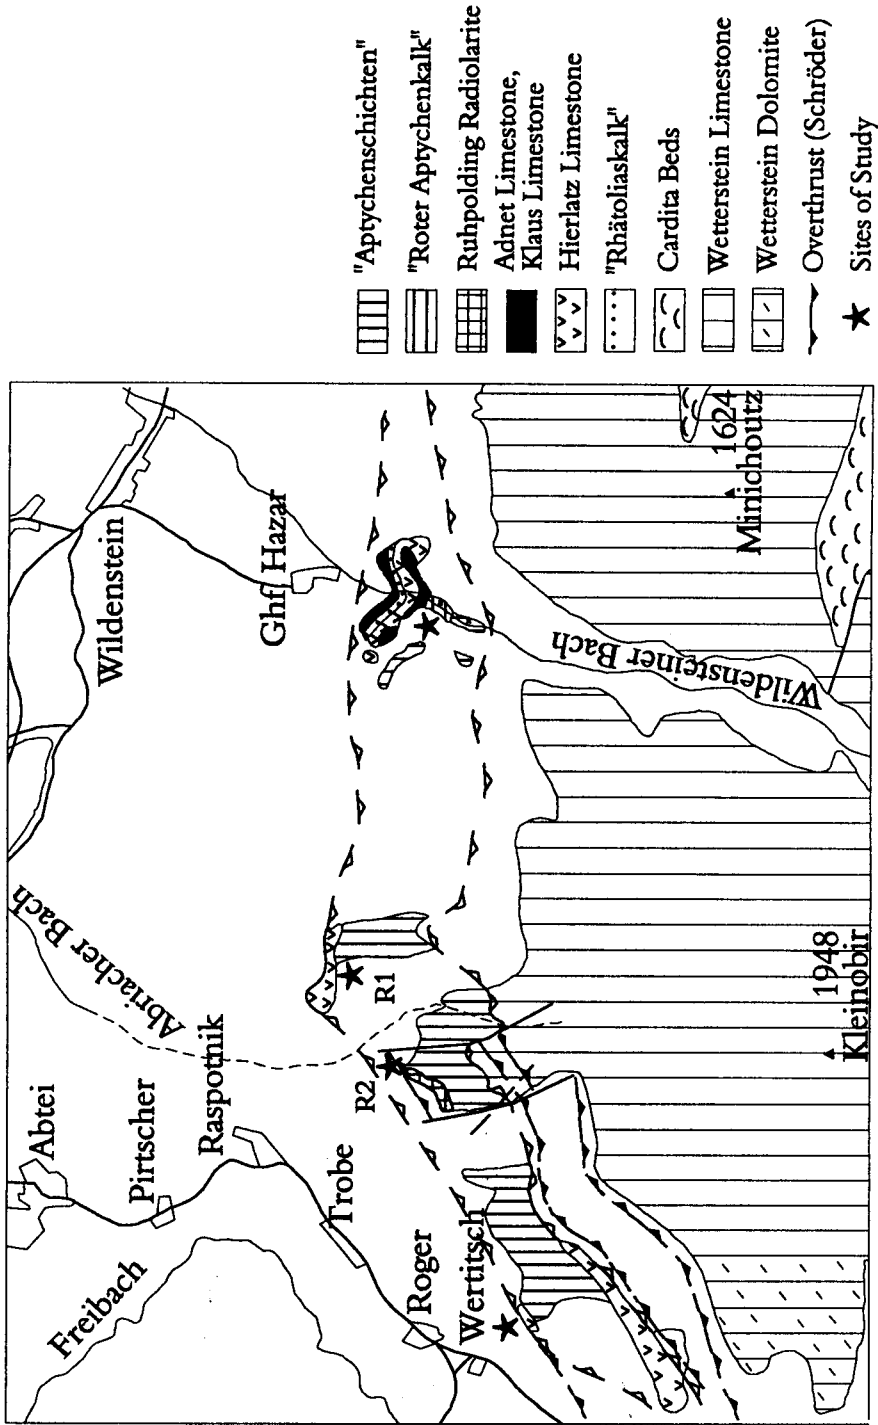 Wildenstein
Abriacher Bach
Abtei
Pirtscher
Raspotnik
Freibach
Ghf Hazar
Trobe
Roger
Wertitsch
R2
R1
Wildensteiner Bach
1948
Kleinobir
1624
Minichoutz
"Aptychenschichten"
"Roter Aptychenkalk"
Ruhpolding Radiolarite
Adnet Limestone,
Klaus Limestone
Hierlatz Limestone
"Rhätoliaskalk"
Cardita Beds
Wetterstein Limestone
Wetterstein Dolomite
Overthrust (Schröder)
Sites of Study